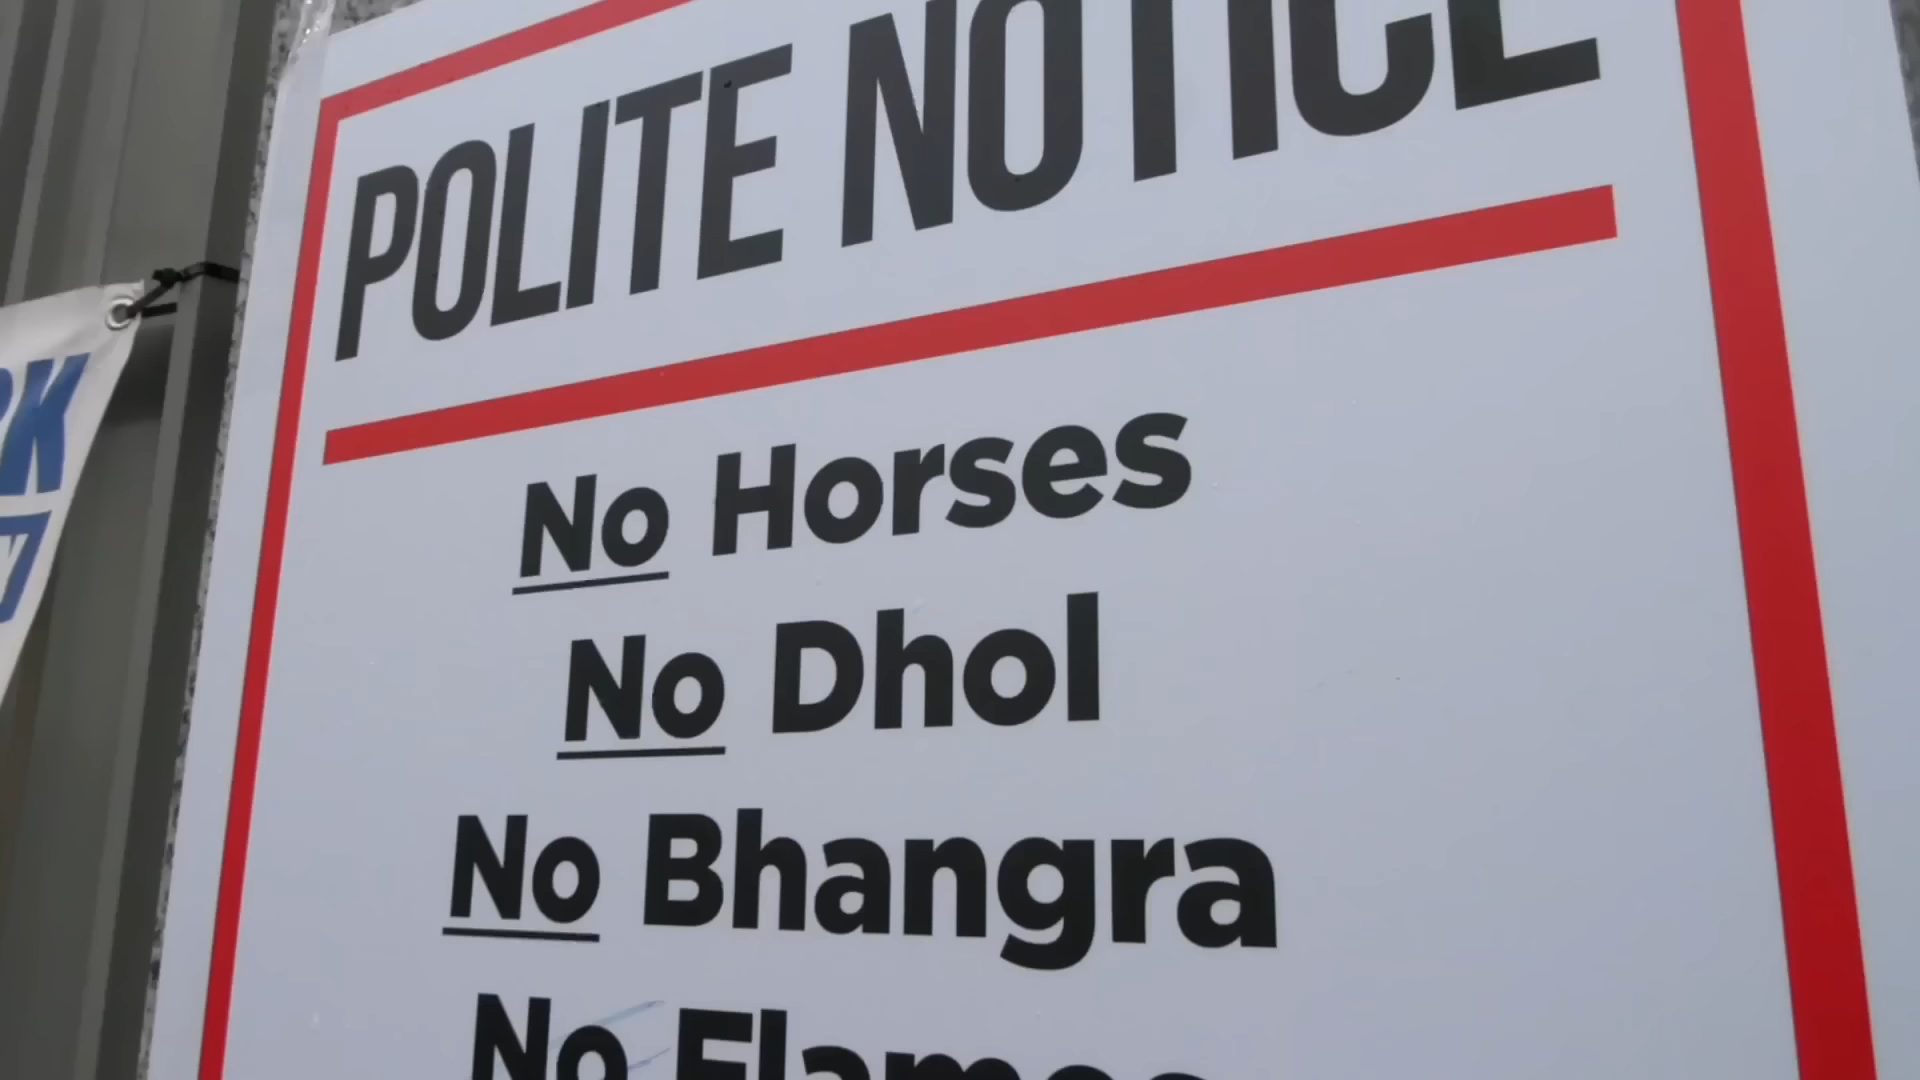 POLITE NOTICE
No Horses
No Dhol
No Bhangra
No Flames